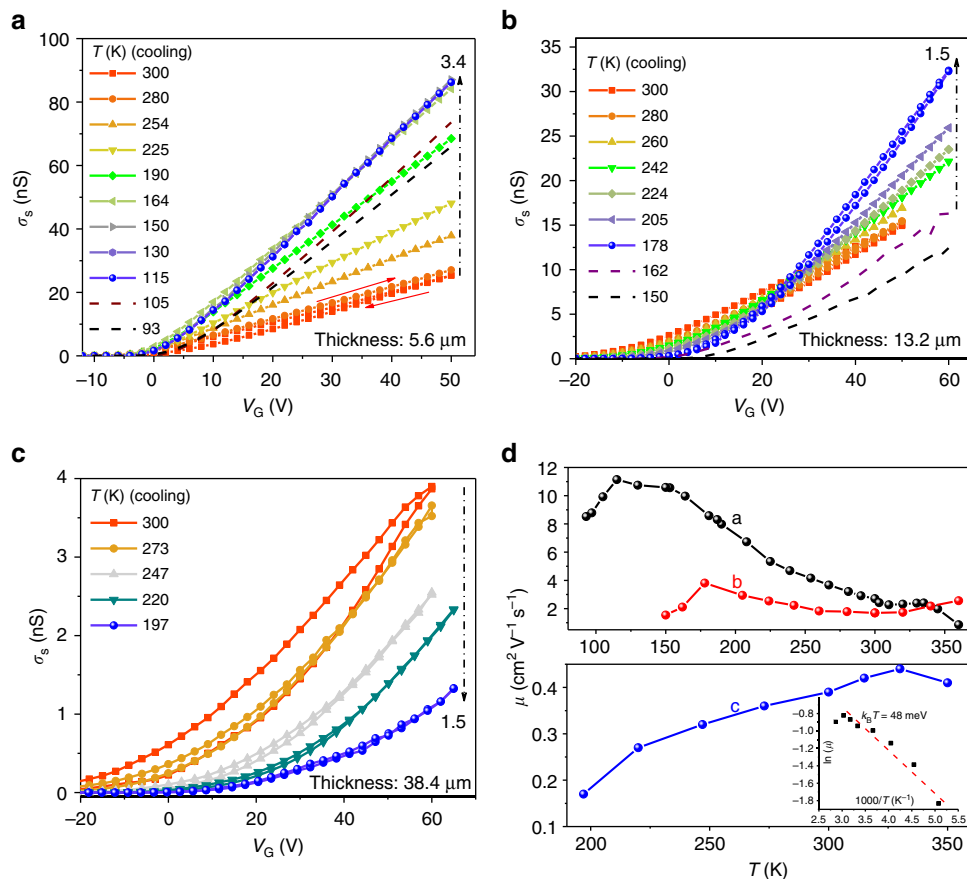 a
100
80
60
40
20
0
σs (nS)
T (K) (cooling)
300
280
254
225
190
164
150
130
115
105
93
3.4
Thickness: 5.6 μm
−10 0 10 20 30 40 50
VG (V)
b
35
30
25
20
15
10
5
0
σs (nS)
T (K) (cooling)
300
280
260
242
224
205
178
162
150
1.5
Thickness: 13.2 μm
−20 0 20 40 60
VG (V)
c
4
3
2
1
0
σs (nS)
T (K) (cooling)
300
273
247
220
197
1.5
Thickness: 38.4 μm
−20 0 20 40 60
VG (V)
d
12
10
8
6
4
2
a
b
100 150 200 250 300 350
μ (cm² V⁻¹ s⁻¹)
0.4
0.3
0.2
0.1
c
−0.8
−1.0
−1.2
−1.4
−1.6
−1.8
ln (μ)
kBT = 48 meV
1000/T (K⁻¹)
2.5 3.0 3.5 4.0 4.5 5.0 5.5
200 250 300 350
T (K)